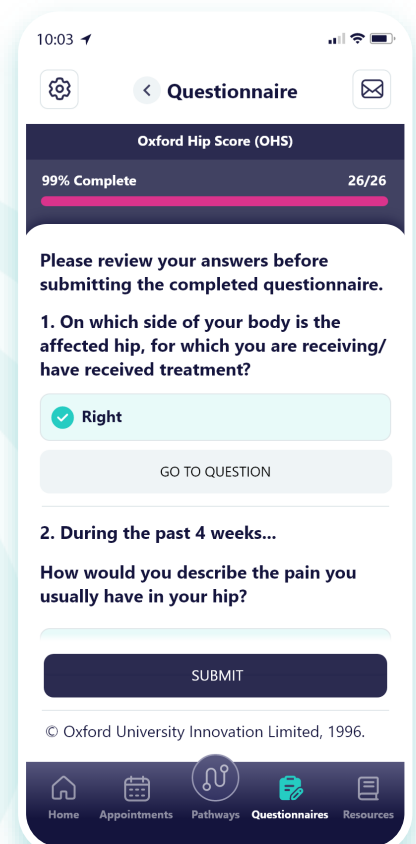 10:03
Questionnaire
Oxford Hip Score (OHS)
99% Complete 26/26
Please review your answers before
submitting the completed questionnaire.
1. On which side of your body is the
affected hip, for which you are receiving/
have received treatment?
Right
GO TO QUESTION
2. During the past 4 weeks...
How would you describe the pain you
usually have in your hip?
SUBMIT
© Oxford University Innovation Limited, 1996.
Home Appointments Pathways Questionnaires Resources